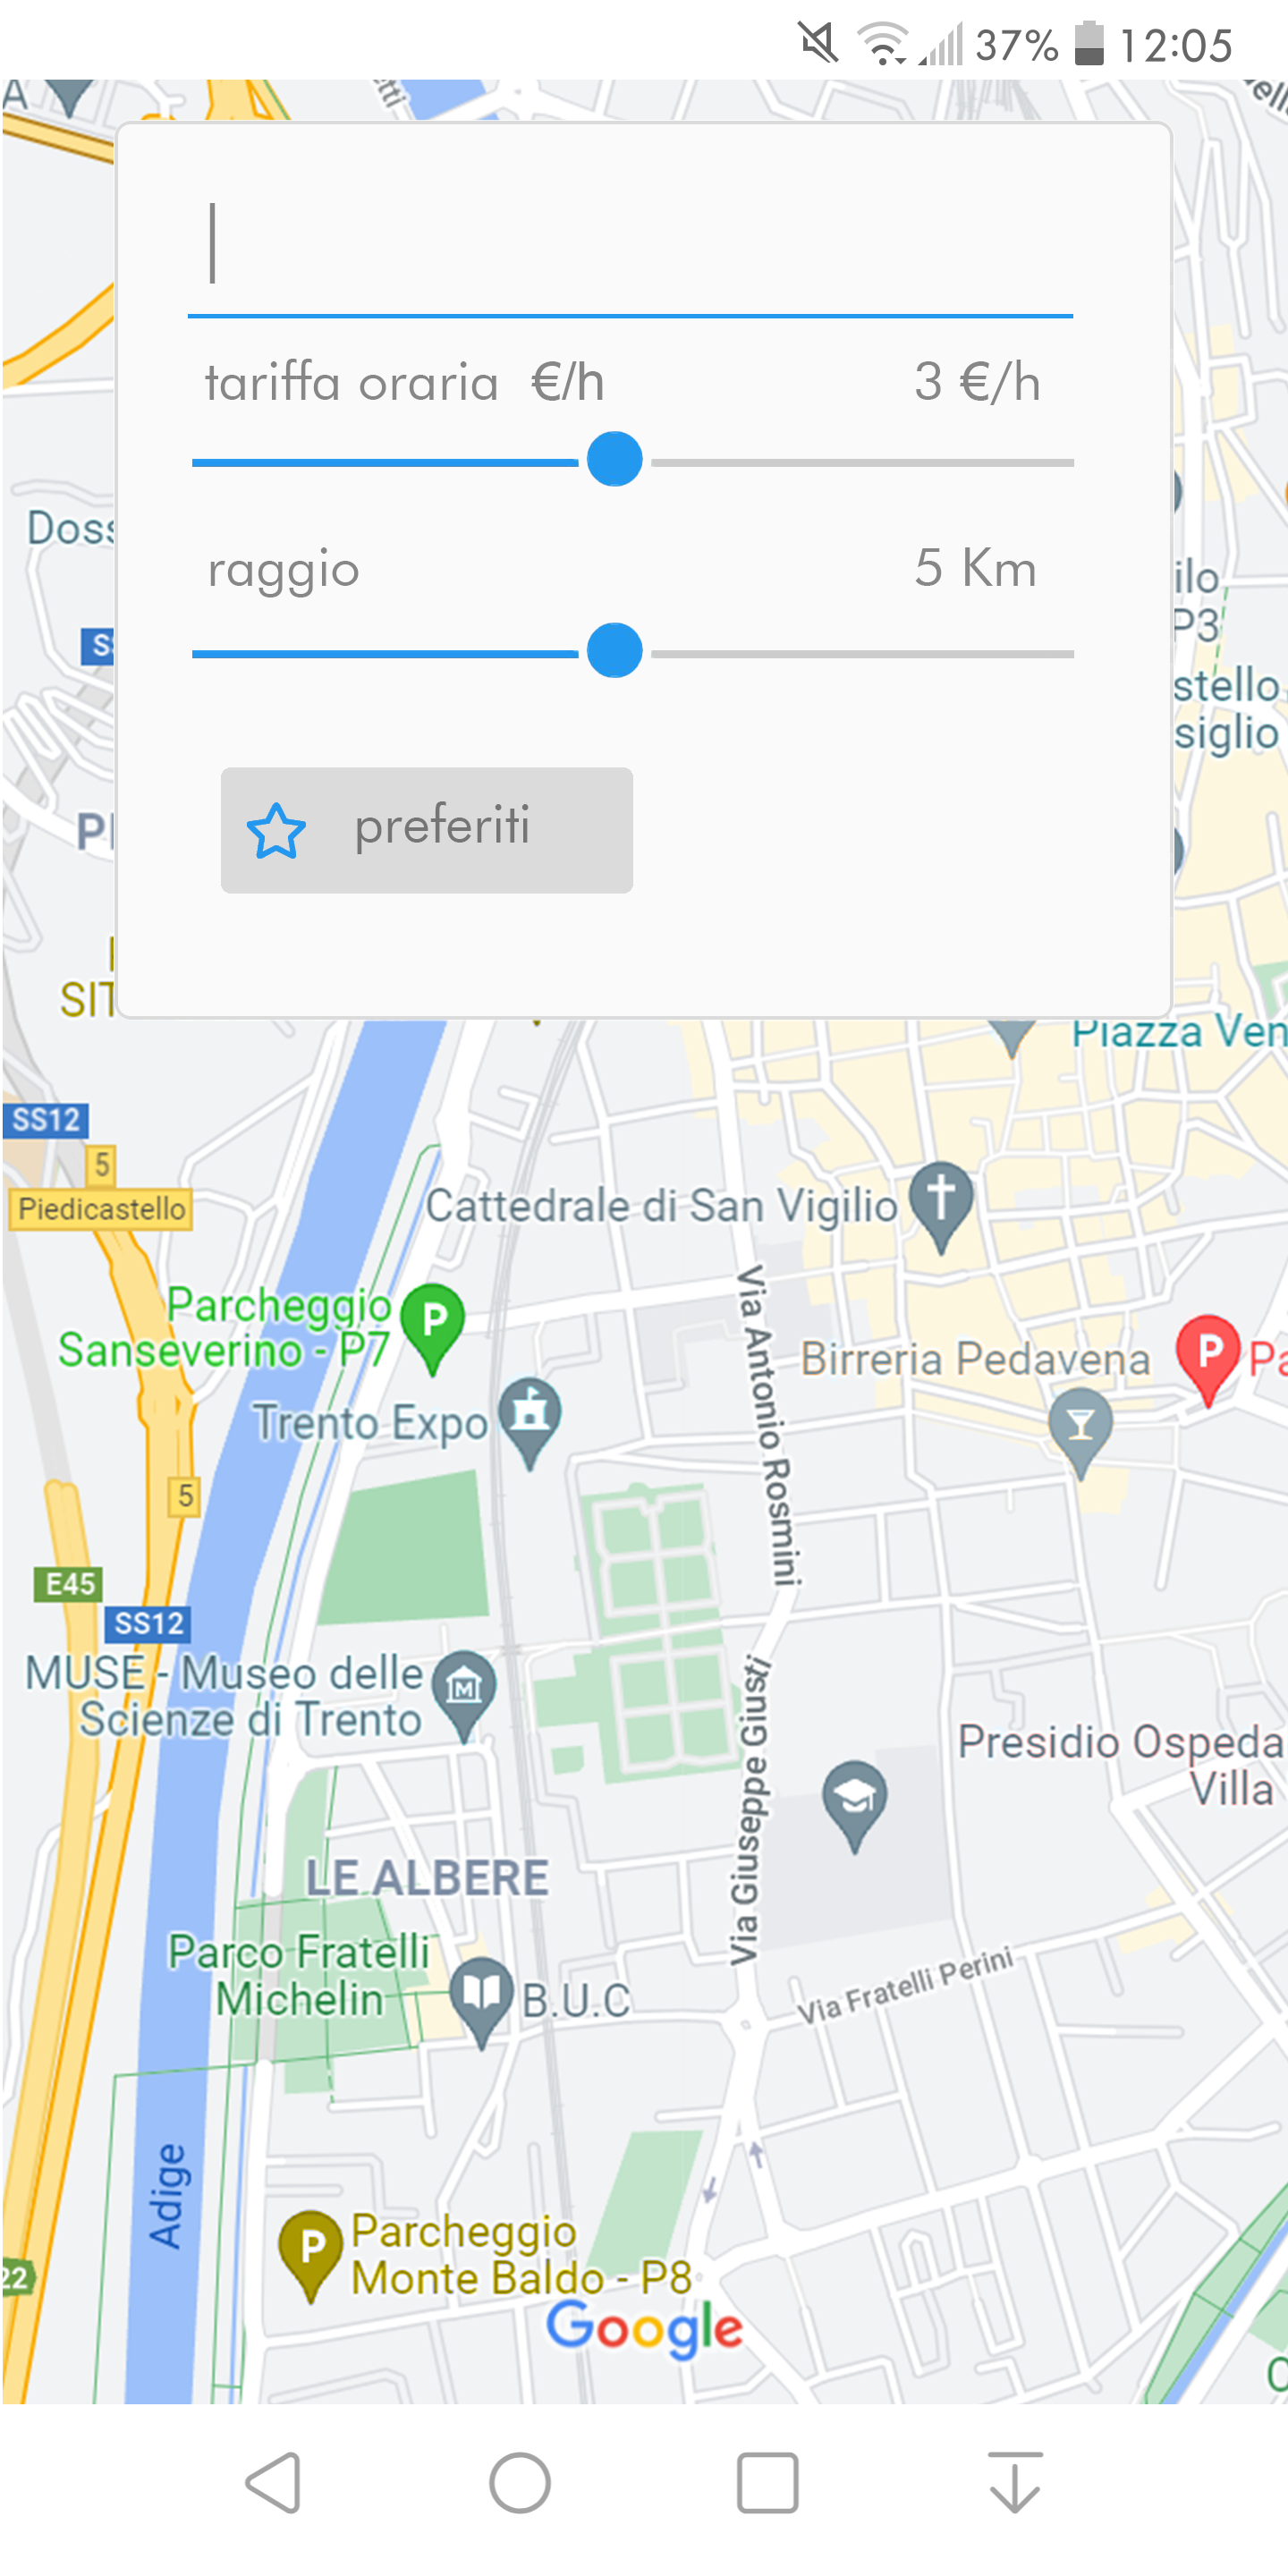 37% 12:05
tariffa oraria €/h 3 €/h
raggio 5 Km
preferiti
P3
SS12
5
Piedicastello
Piazza
Cattedrale di San Vigilio
Parcheggio
Sanseverino - P7
P
Via Antonio Rosmini
Birreria Pedavena
P
Trento Expo
5
E45
SS12
MUSE - Museo delle
Scienze di Trento
M
Via Giuseppe Giusti
Presidio
Villa
LE ALBERE
Parco Fratelli
Michelin
B.U.C
Via Fratelli Perini
Adige
P
Parcheggio
Monte Baldo - P8
Google